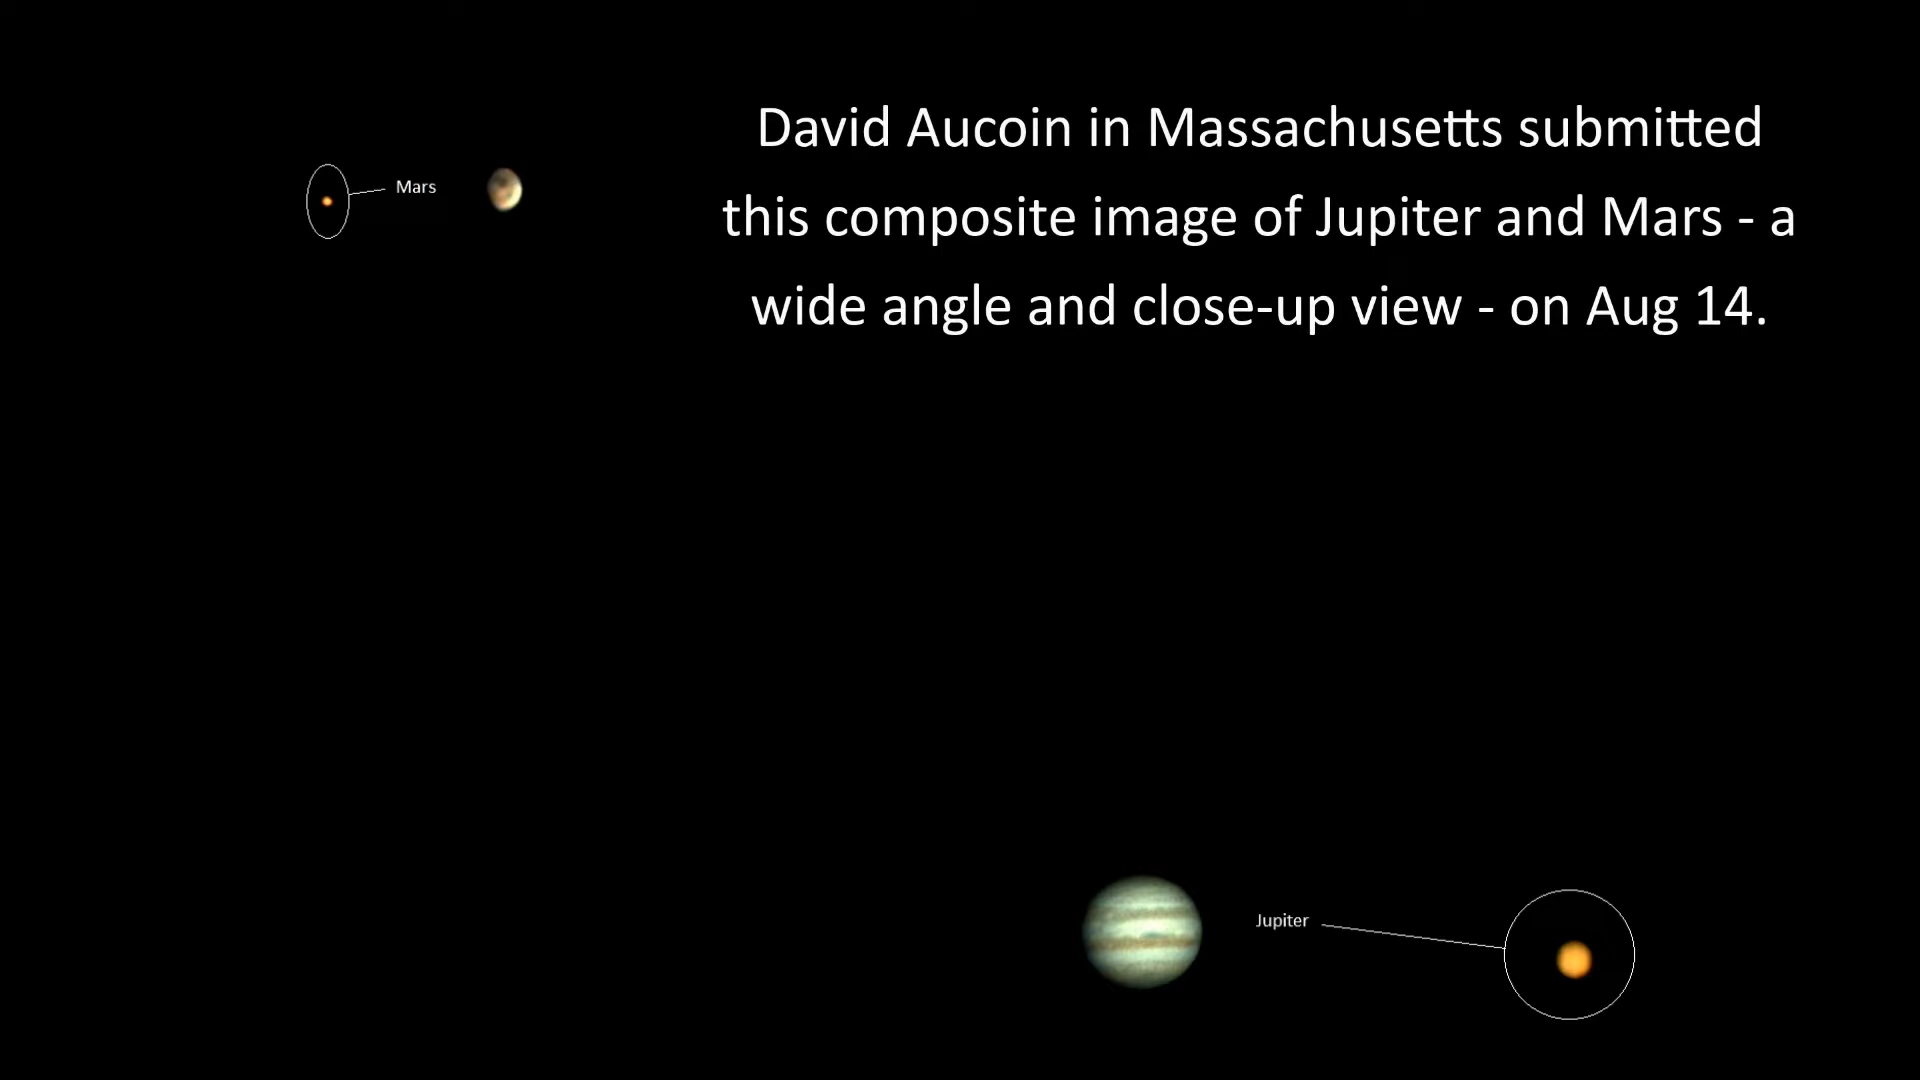 David Aucoin in Massachusetts submitted
this composite image of Jupiter and Mars - a
wide angle and close-up view - on Aug 14.
Mars
Jupiter